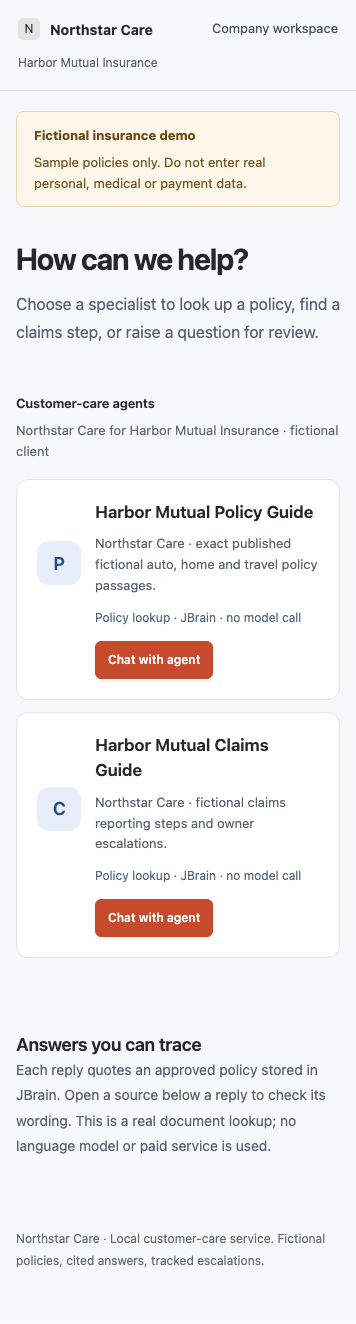 N Northstar Care Company workspace
Harbor Mutual Insurance
Fictional insurance demo
Sample policies only. Do not enter real
personal, medical or payment data.
How can we help?
Choose a specialist to look up a policy, find a
claims step, or raise a question for review.
Customer-care agents
Northstar Care for Harbor Mutual Insurance · fictional
client
P
Harbor Mutual Policy Guide
Northstar Care · exact published
fictional auto, home and travel policy
passages.
Policy lookup · JBrain · no model call
Chat with agent
C
Harbor Mutual Claims
Guide
Northstar Care · fictional claims
reporting steps and owner
escalations.
Policy lookup · JBrain · no model call
Chat with agent
Answers you can trace
Each reply quotes an approved policy stored in
JBrain. Open a source below a reply to check its
wording. This is a real document lookup; no
language model or paid service is used.
Northstar Care · Local customer-care service. Fictional
policies, cited answers, tracked escalations.